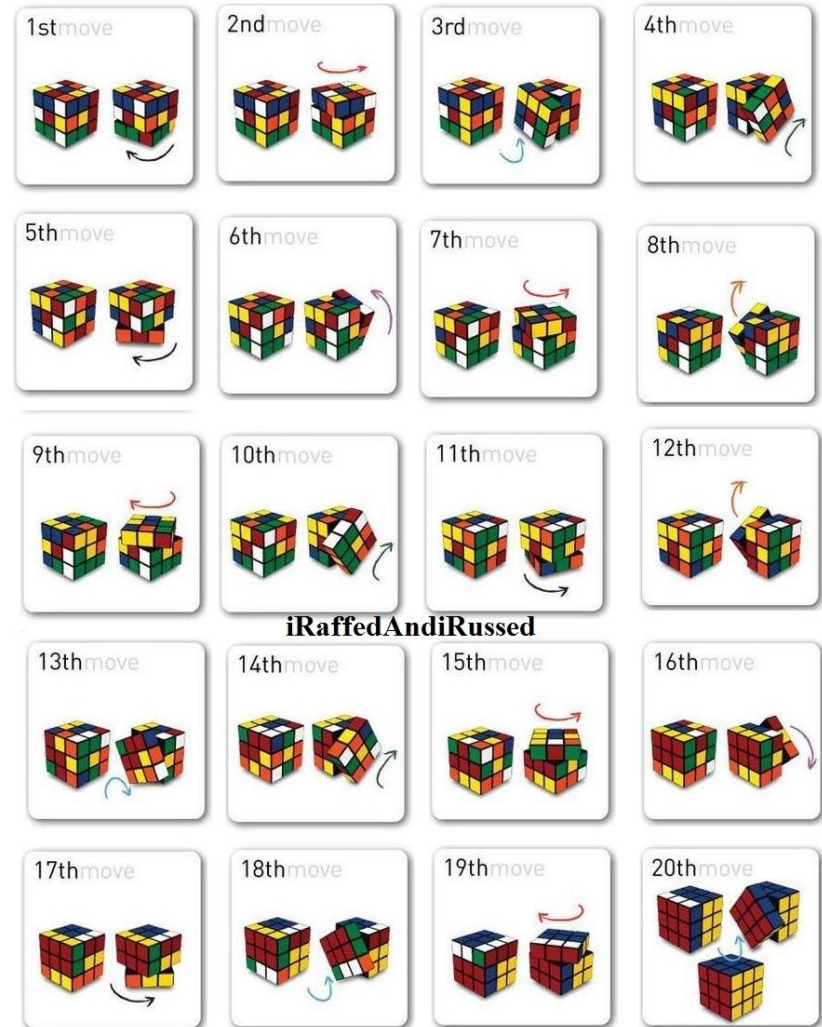 1stmove
2ndmove
3rdmove
4thmove
5thmove
6thmove
7thmove
8thmove
9thmove
10thmove
11thmove
12thmove
iRaffedAndiRussed
13thmove
14thmove
15thmove
16thmove
17thmove
18thmove
19thmove
20thmove